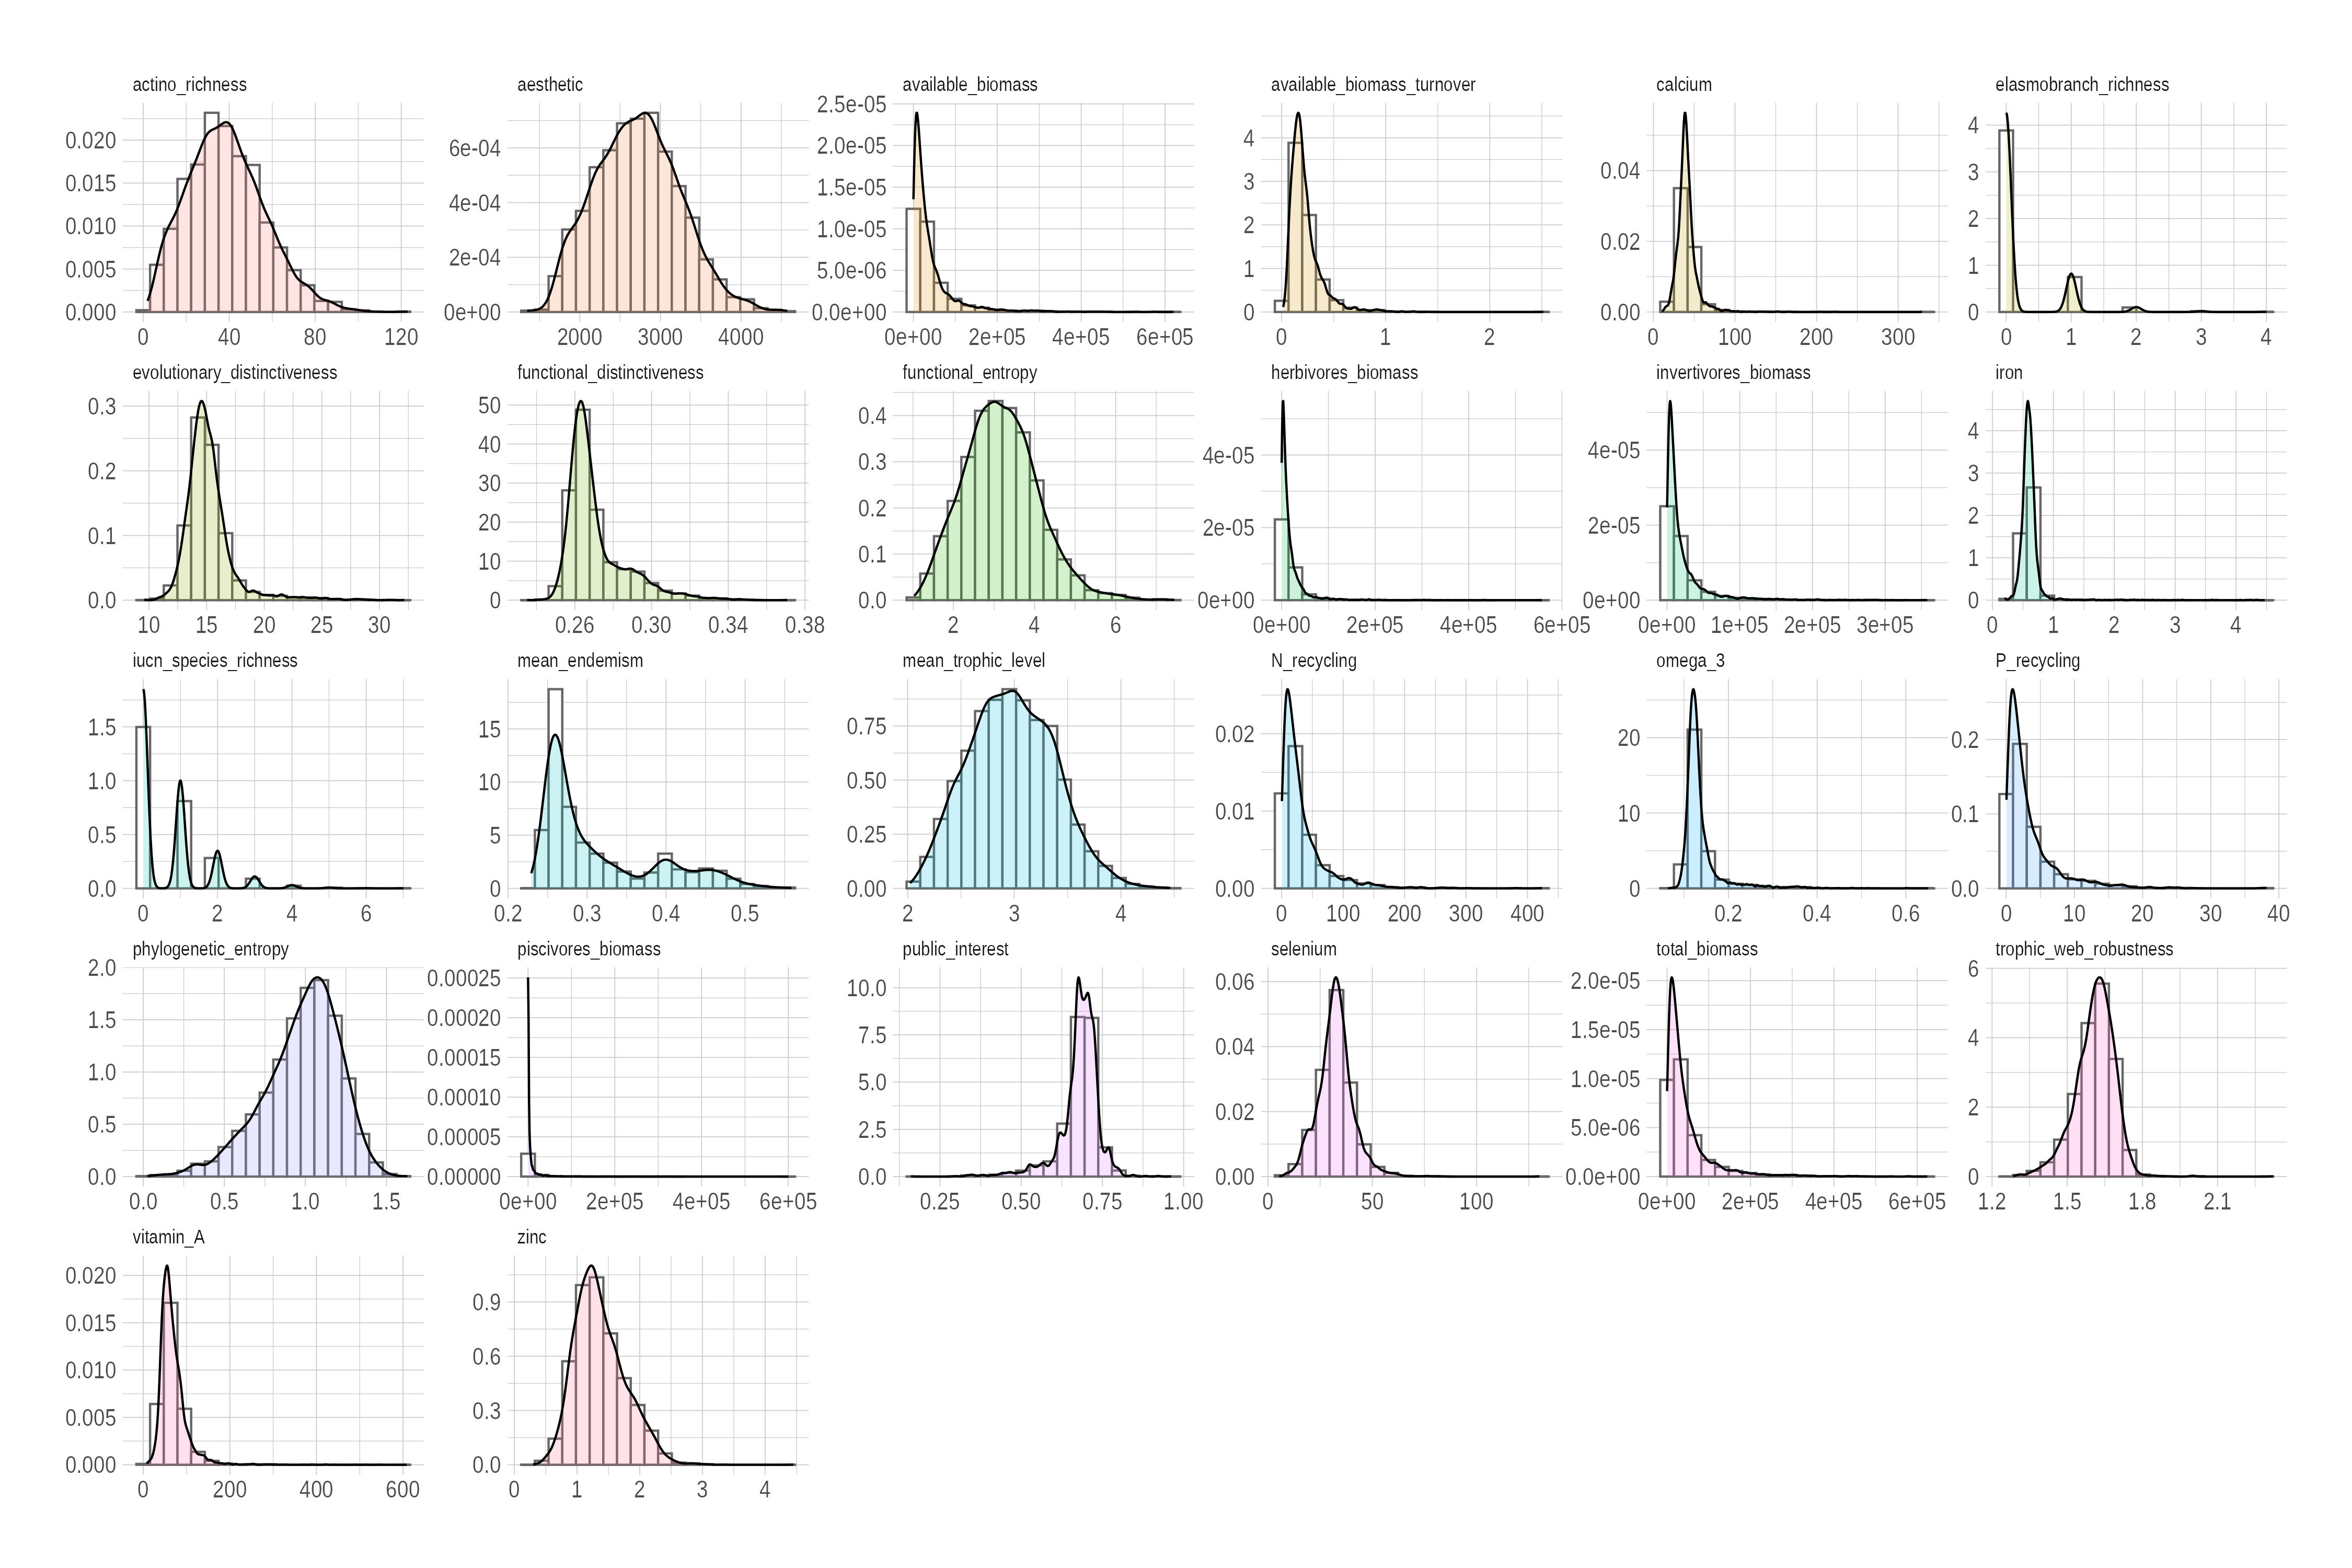 actino_richness
0.020
0.015
0.010
0.005
0.000
0 40 80 120
aesthetic
6e-04
4e-04
2e-04
0e+00
2000 3000 4000
available_biomass
2.5e-05
2.0e-05
1.5e-05
1.0e-05
5.0e-06
0.0e+00
0e+00 2e+05 4e+05 6e+05
available_biomass_turnover
4
3
2
1
0
0 1 2
calcium
0.04
0.02
0.00
0 100 200 300
elasmobranch_richness
4
3
2
1
0
0 1 2 3 4
evolutionary_distinctiveness
0.3
0.2
0.1
0.0
10 15 20 25 30
functional_distinctiveness
50
40
30
20
10
0
0.26 0.30 0.34 0.38
functional_entropy
0.4
0.3
0.2
0.1
0.0
2 4 6
herbivores_biomass
4e-05
2e-05
0e+00
0e+00 2e+05 4e+05 6e+05
invertivores_biomass
4e-05
2e-05
0e+00
0e+00 1e+05 2e+05 3e+05
iron
4
3
2
1
0
0 1 2 3 4
iucn_species_richness
1.5
1.0
0.5
0.0
0 2 4 6
mean_endemism
15
10
5
0
0.2 0.3 0.4 0.5
mean_trophic_level
0.75
0.50
0.25
0.00
2 3 4
N_recycling
0.02
0.01
0.00
0 100 200 300 400
omega_3
20
10
0
0.2 0.4 0.6
P_recycling
0.2
0.1
0.0
0 10 20 30 40
phylogenetic_entropy
2.0
1.5
1.0
0.5
0.0
0.0 0.5 1.0 1.5
piscivores_biomass
0.00025
0.00020
0.00015
0.00010
0.00005
0.00000
0e+00 2e+05 4e+05 6e+05
public_interest
10.0
7.5
5.0
2.5
0.0
0.25 0.50 0.75 1.00
selenium
0.06
0.04
0.02
0.00
0 50 100
total_biomass
2.0e-05
1.5e-05
1.0e-05
5.0e-06
0.0e+00
0e+00 2e+05 4e+05 6e+05
trophic_web_robustness
6
4
2
0
1.2 1.5 1.8 2.1
vitamin_A
0.020
0.015
0.010
0.005
0.000
0 200 400 600
zinc
0.9
0.6
0.3
0.0
0 1 2 3 4